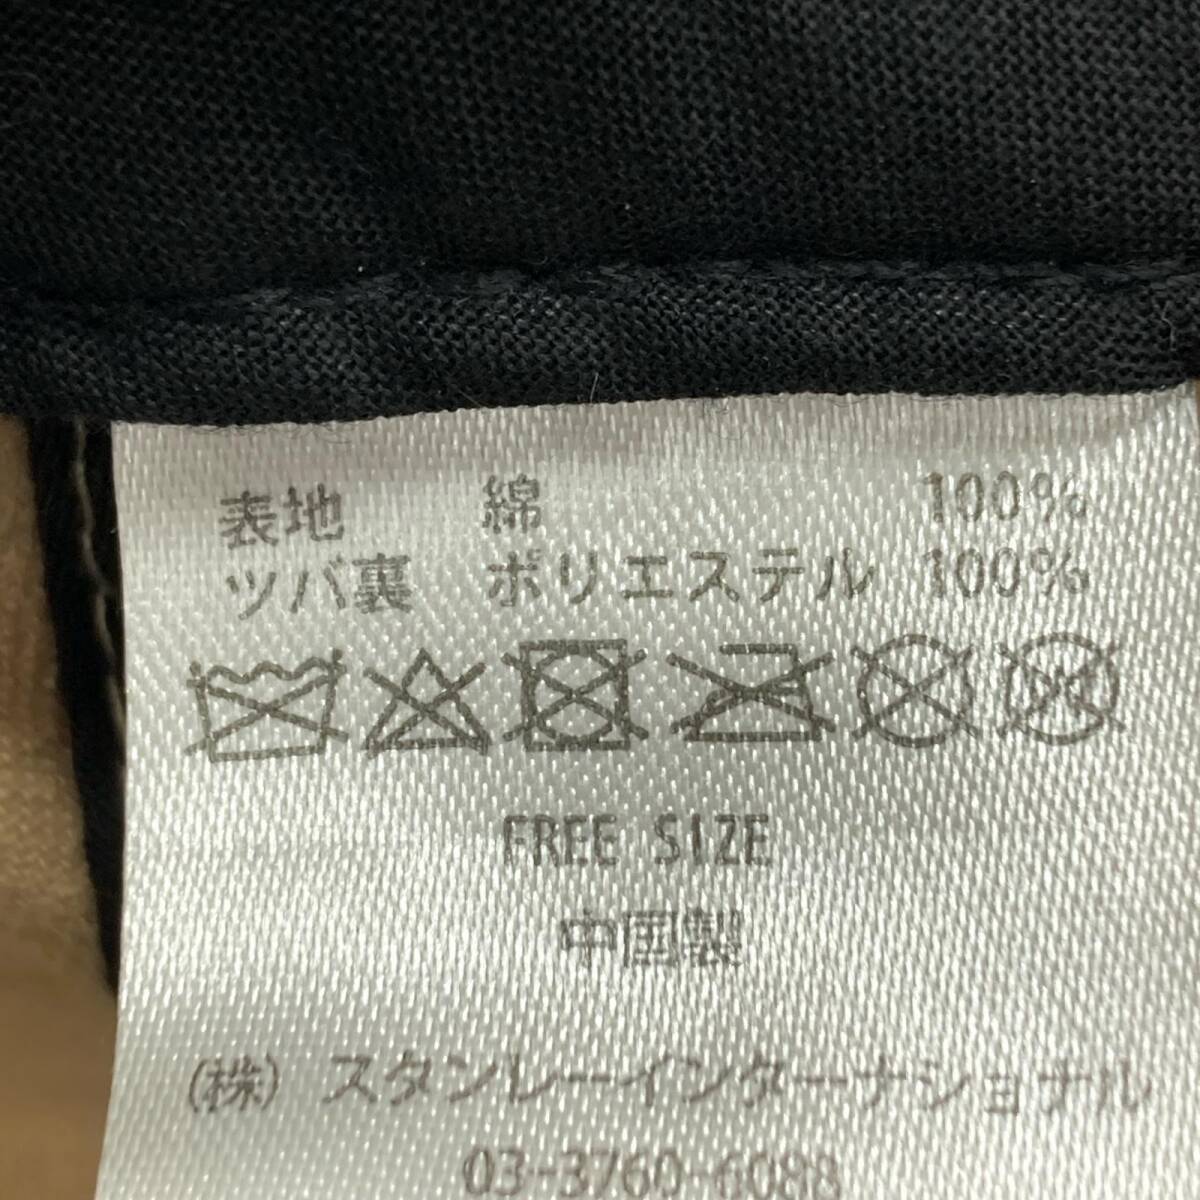 表地 綿 100%
ツバ裏 ポリエステル 100%
FREE SIZE
中国製
(株) スタンレーインターナショナル
03-3760-6088